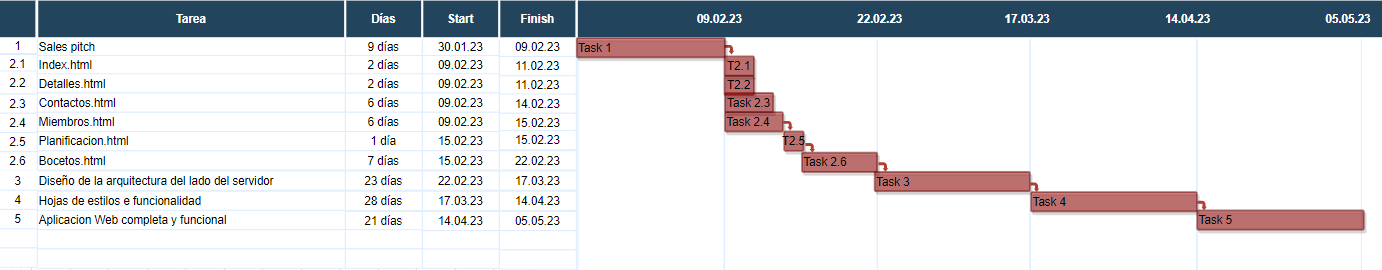 Tarea Días Start Finish 09.02.23 22.02.23 17.03.23 14.04.23 05.05.23
1 Sales pitch 9 días 30.01.23 09.02.23 Task 1
2.1 Index.html 2 días 09.02.23 11.02.23 T2.1
2.2 Detalles.html 2 días 09.02.23 11.02.23 T2.2
2.3 Contactos.html 6 días 09.02.23 14.02.23 Task 2.3
2.4 Miembros.html 6 días 09.02.23 15.02.23 Task 2.4
2.5 Planificacion.html 1 día 15.02.23 15.02.23 T2.5
2.6 Bocetos.html 7 días 15.02.23 22.02.23 Task 2.6
3 Diseño de la arquitectura del lado del servidor 23 días 22.02.23 17.03.23 Task 3
4 Hojas de estilos e funcionalidad 28 días 17.03.23 14.04.23 Task 4
5 Aplicacion Web completa y funcional 21 días 14.04.23 05.05.23 Task 5